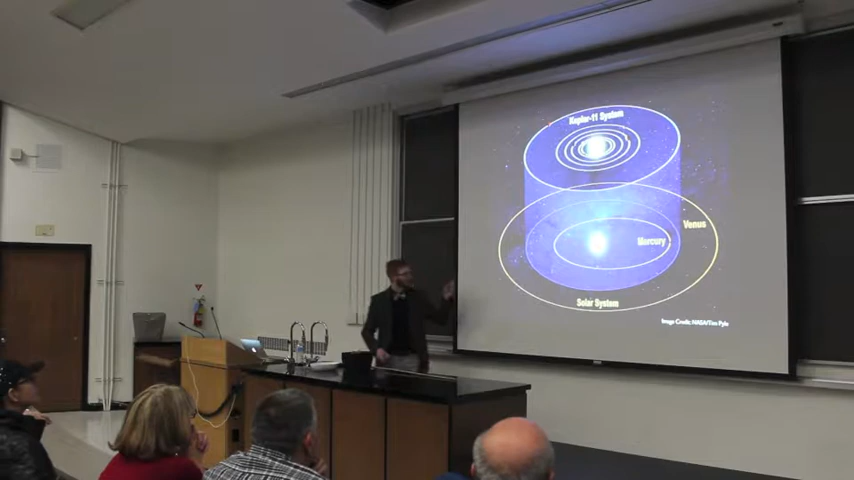 Kepler-11 System
Venus
Mercury
Solar System
Image Credit: NASA/Tim Pyle